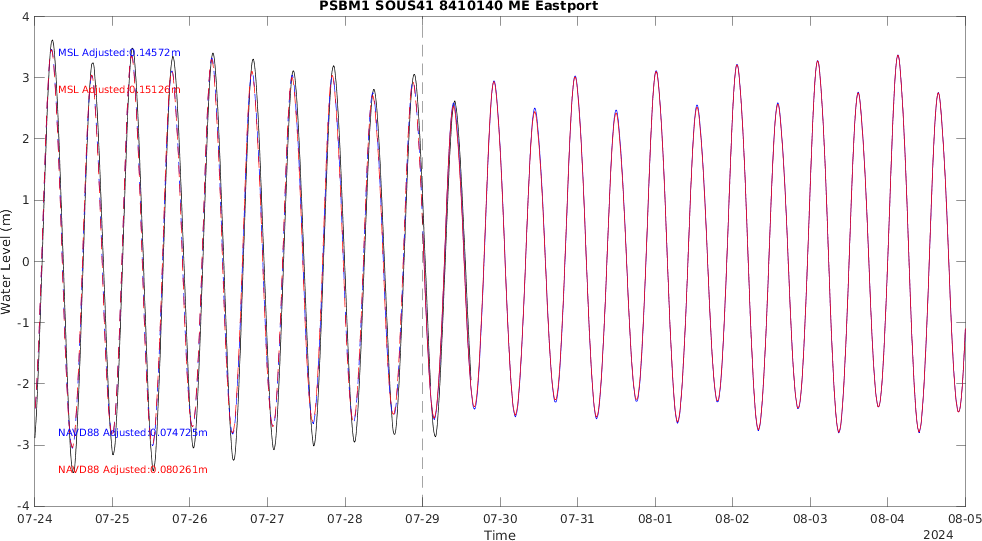 PSBM1 SOUS41 8410140 ME Eastport
4
3
2
1
0
-1
-2
-3
-4
Water Level (m)
MSL Adjusted:0.14572m
MSL Adjusted:0.15126m
NAVD88 Adjusted:0.074725m
NAVD88 Adjusted:0.080261m
07-24 07-25 07-26 07-27 07-28 07-29 07-30 07-31 08-01 08-02 08-03 08-04 08-05
Time
2024